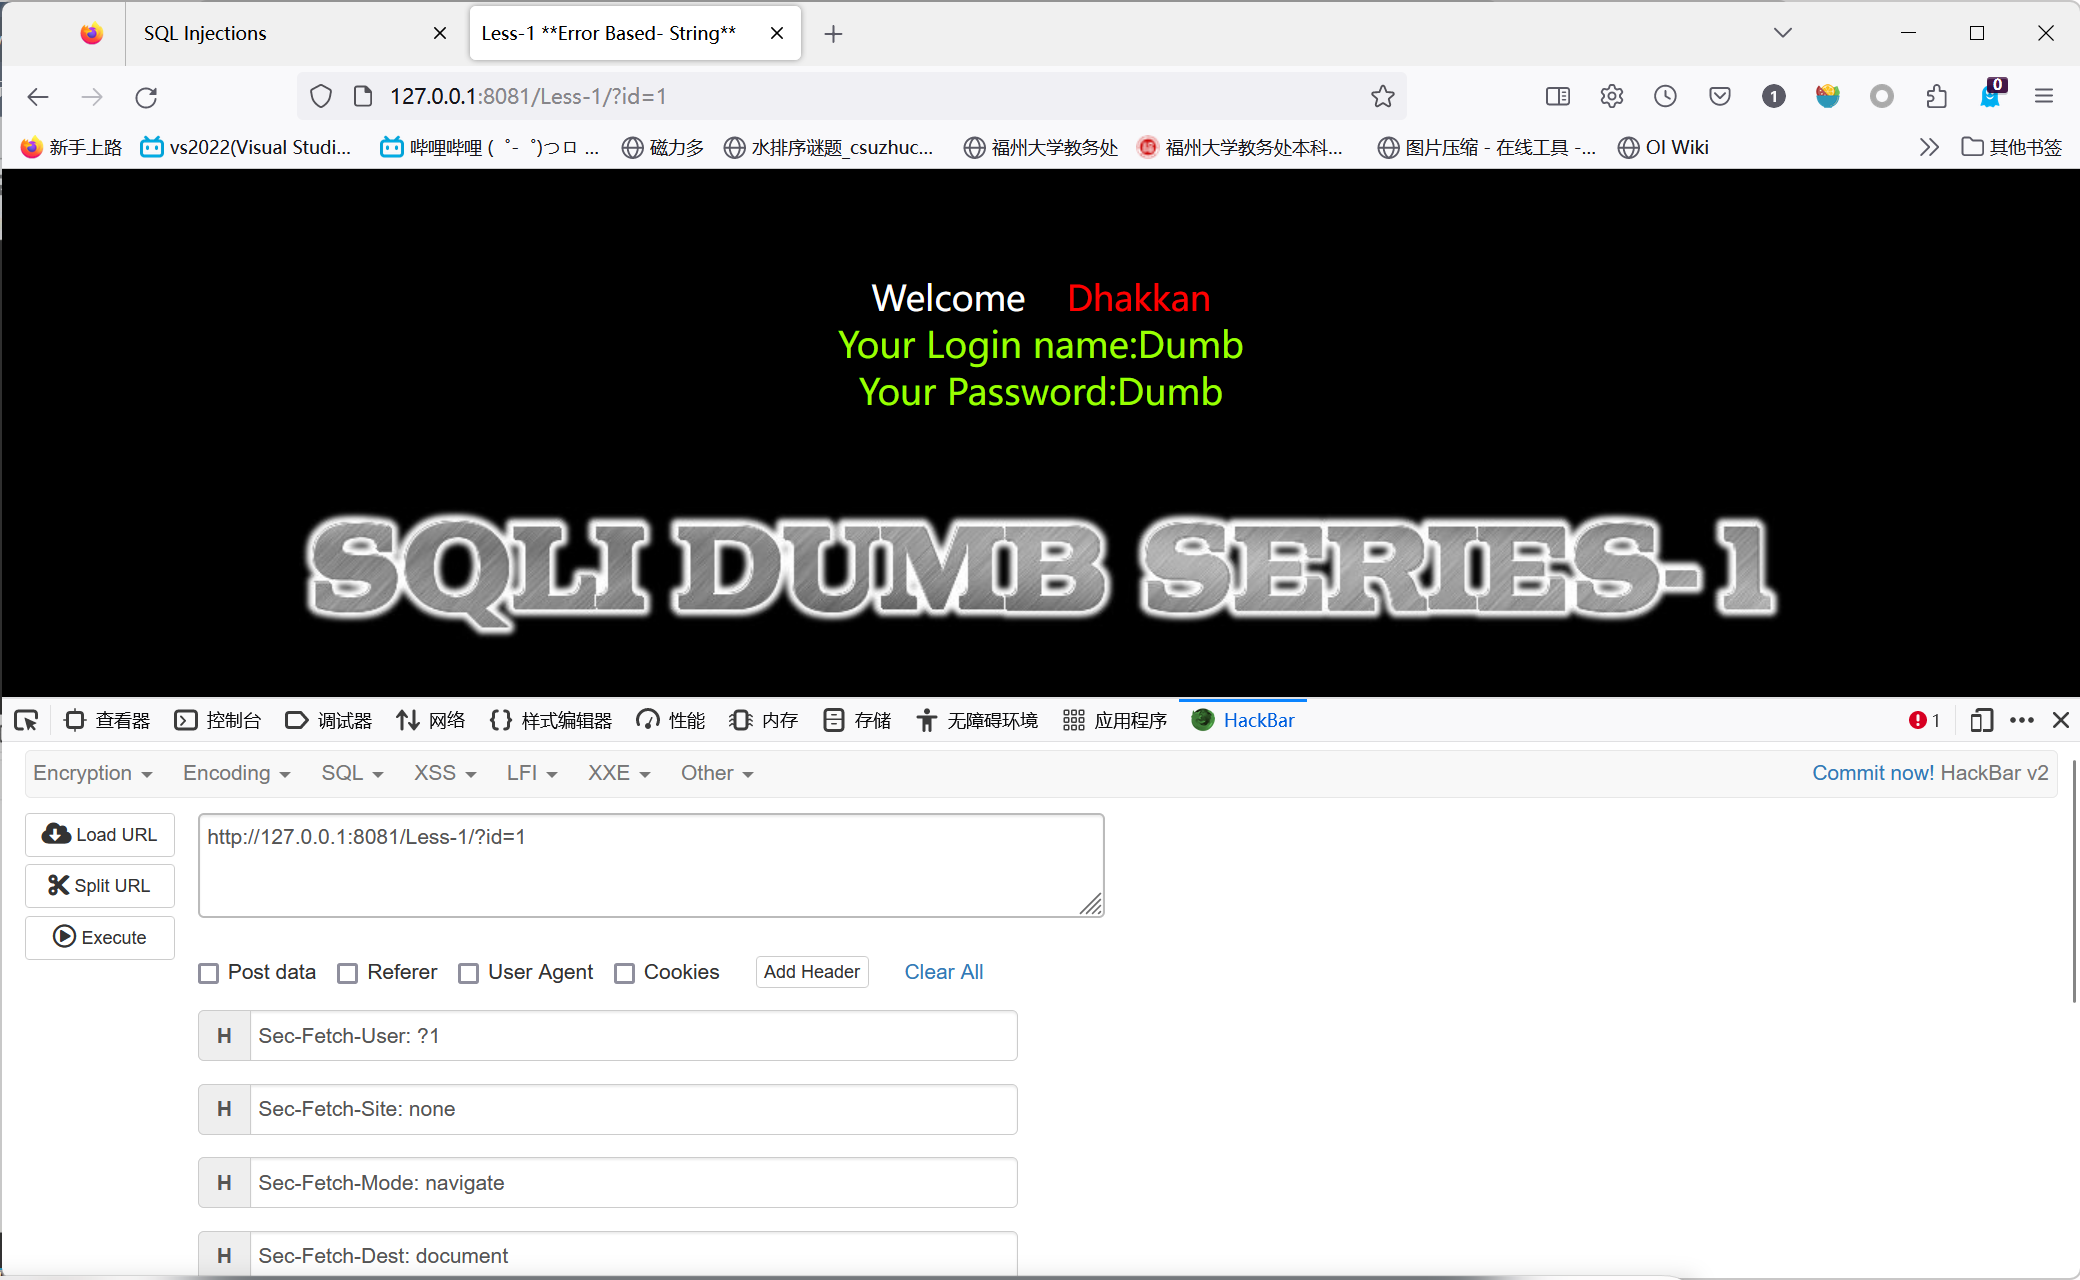 SQL Injections
Less-1 **Error Based- String**
127.0.0.1:8081/Less-1/?id=1
1
0
新手上路
vs2022(Visual Studi...
哔哩哔哩 ( ゜- ゜)つロ ...
磁力多
水排序谜题_csuzhuc...
福州大学教务处
福州大学教务处本科...
图片压缩 - 在线工具 -...
OI Wiki
其他书签
Welcome Dhakkan
Your Login name:Dumb
Your Password:Dumb
SQLI DUMB SERIES-1
查看器
控制台
调试器
网络
样式编辑器
性能
内存
存储
无障碍环境
应用程序
HackBar
1
Encryption
Encoding
SQL
XSS
LFI
XXE
Other
Commit now! HackBar v2
Load URL
http://127.0.0.1:8081/Less-1/?id=1
Split URL
Execute
Post data
Referer
User Agent
Cookies
Add Header
Clear All
H Sec-Fetch-User: ?1
H Sec-Fetch-Site: none
H Sec-Fetch-Mode: navigate
H Sec-Fetch-Dest: document